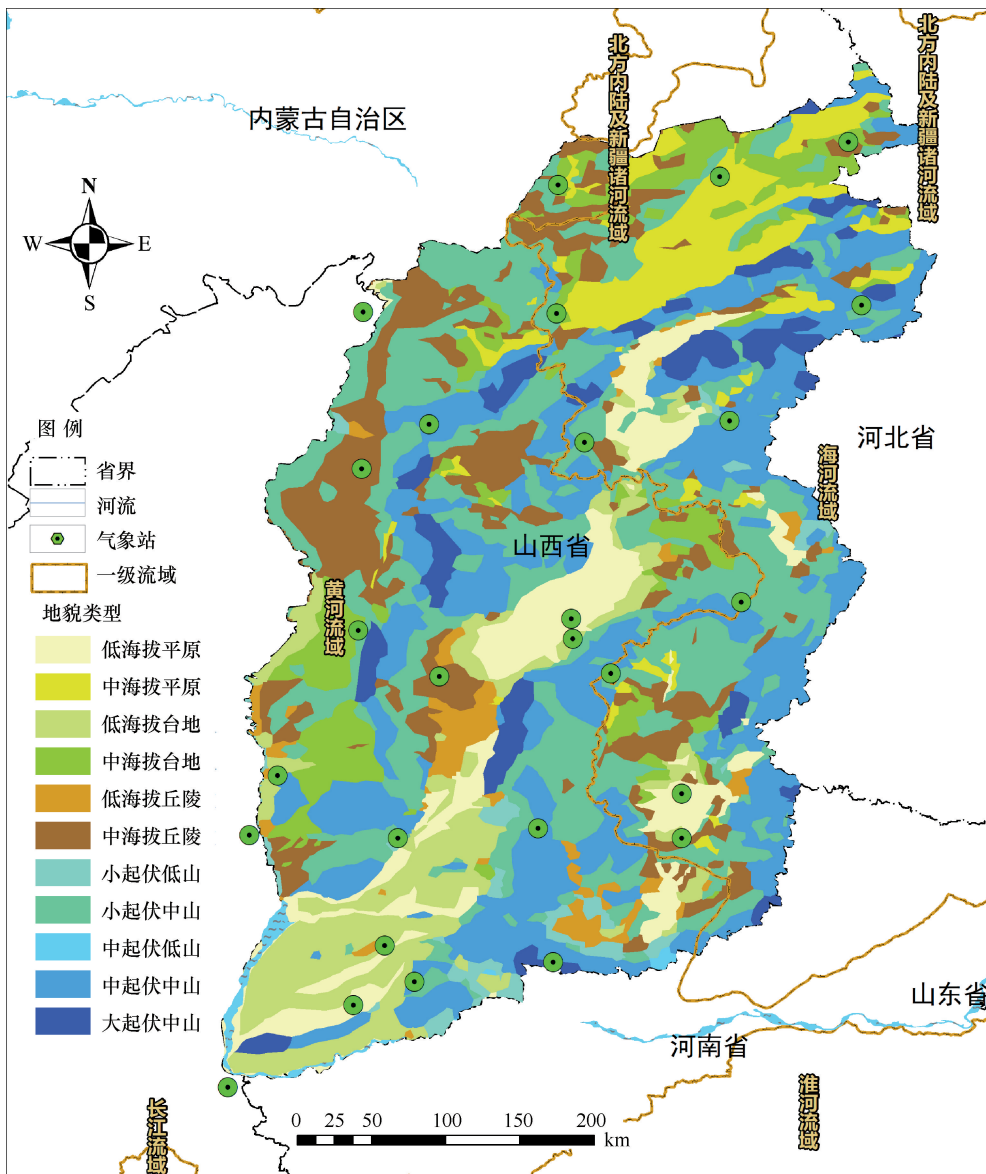 北方内陆及新疆诸河流域
北方内陆及新疆诸河流域
内蒙古自治区
N
W
E
S
河北省
海河流域
图 例
省界
河流
气象站
一级流域
山西省
黄河流域
地貌类型
低海拔平原
中海拔平原
低海拔台地
中海拔台地
低海拔丘陵
中海拔丘陵
小起伏低山
小起伏中山
中起伏低山
中起伏中山
大起伏中山
山东省
河南省
淮河流域
长江流域
0 25 50 100 150 200
km